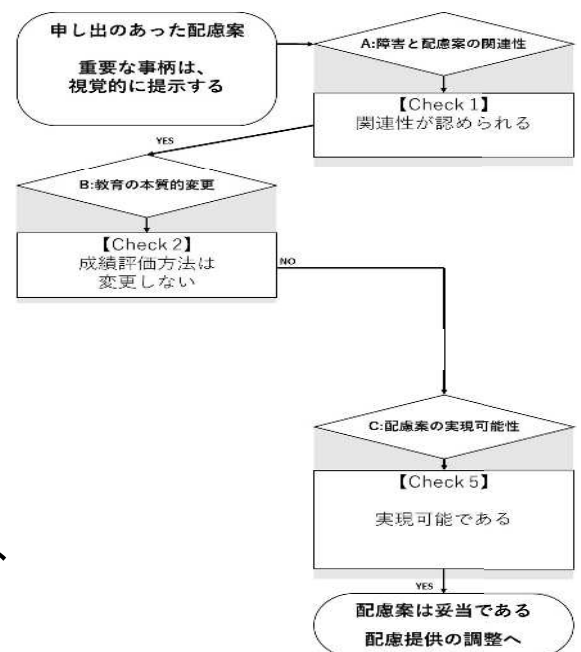 申し出のあった配慮案
重要な事柄は、
視覚的に提示する
A:障害と配慮案の関連性
【Check 1】
関連性が認められる
YES
B:教育の本質的変更
【Check 2】
成績評価方法は
変更しない
NO
C:配慮案の実現可能性
【Check 5】
実現可能である
YES
配慮案は妥当である
配慮提供の調整へ